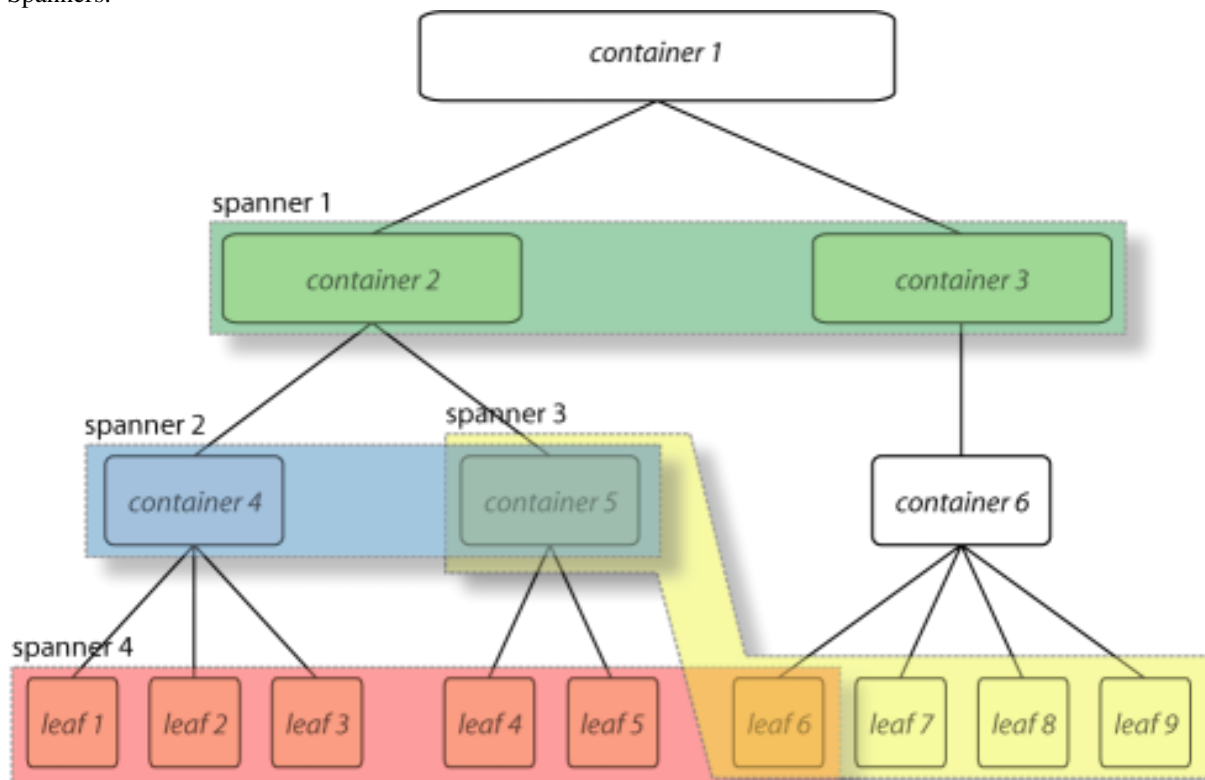 Spanners.
container 1
spanner 1
container 2
container 3
spanner 3
spanner 2
container 4
container 5
container 6
spanner 4
leaf 1
leaf 2
leaf 3
leaf 4
leaf 5
leaf 6
leaf 7
leaf 8
leaf 9